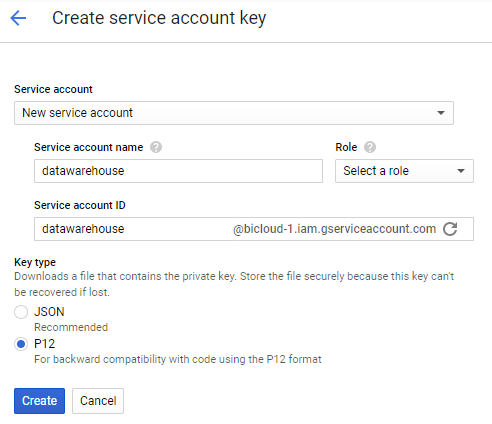 Create service account key
Service account
New service account
Service account name
Role
datawarehouse
Select a role
Service account ID
datawarehouse @bicloud-1.iam.gserviceaccount.com
Key type
Downloads a file that contains the private key. Store the file securely because this key can't
be recovered if lost.
JSON
Recommended
P12
For backward compatibility with code using the P12 format
Create Cancel